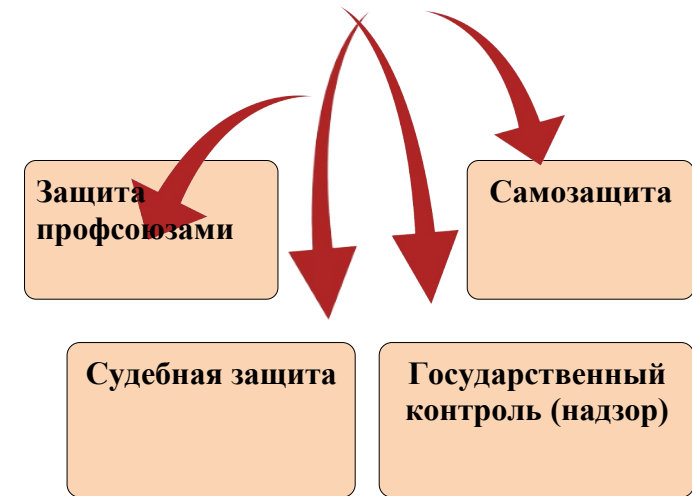 Защита
профсоюзами
Самозащита
Судебная защита
Государственный
контроль (надзор)